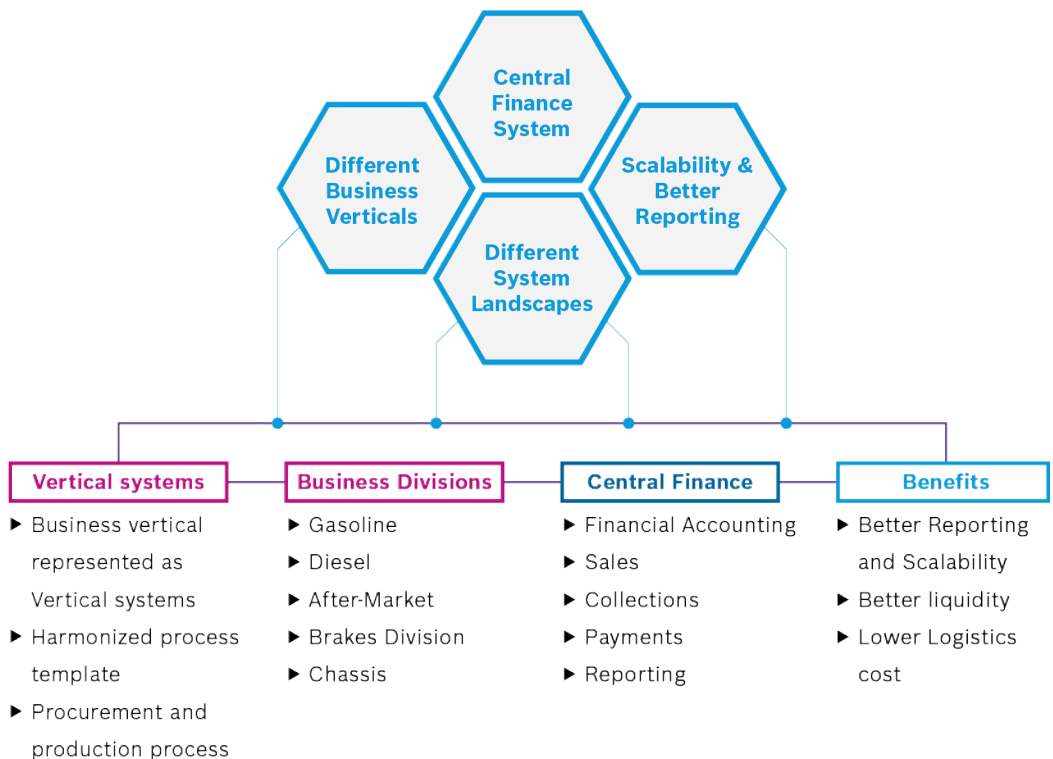 Central
Finance
System
Different
Business
Verticals
Scalability &
Better
Reporting
Different
System
Landscapes
Vertical systems
Business vertical
represented as
Vertical systems
Harmonized process
template
Procurement and
production process
Business Divisions
Gasoline
Diesel
After-Market
Brakes Division
Chassis
Central Finance
Financial Accounting
Sales
Collections
Payments
Reporting
Benefits
Better Reporting
and Scalability
Better liquidity
Lower Logistics
cost